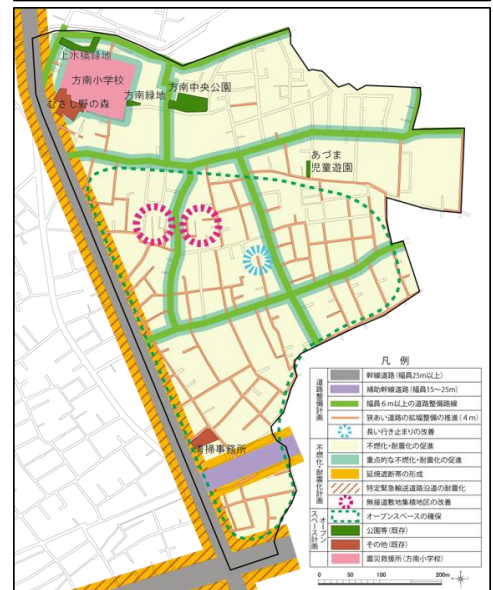 上水橋緑地
方南小学校
むさし野の森
方南緑地
方南中央公園
あづま
児童遊園
清掃事務所
凡　例
道路整備計画
幹線道路(幅員25m以上)
補助幹線道路(幅員15～25m)
幅員6m以上の道路整備路線
狭あい道路の拡幅整備の推進(4m)
長い行き止まりの改善
不燃化・耐震化計画
不燃化・耐震化の促進
重点的な不燃化・耐震化の促進
延焼遮断帯の形成
特定緊急輸送道路沿道の耐震化
無接道敷地集積地区の改善
オープンスペース計画
オープンスペースの確保
公園等(既存)
その他(既存)
震災救援所(方南小学校)
0 50 100 200m